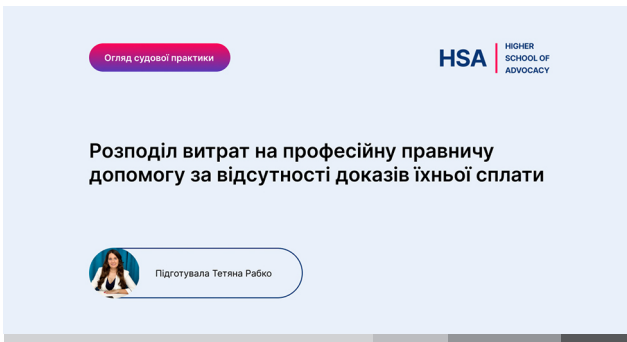 Огляд судової практики
HSA
HIGHER
SCHOOL OF
ADVOCACY
Розподіл витрат на професійну правничу
допомогу за відсутності доказів їхньої сплати
Підготувала Тетяна Рабко